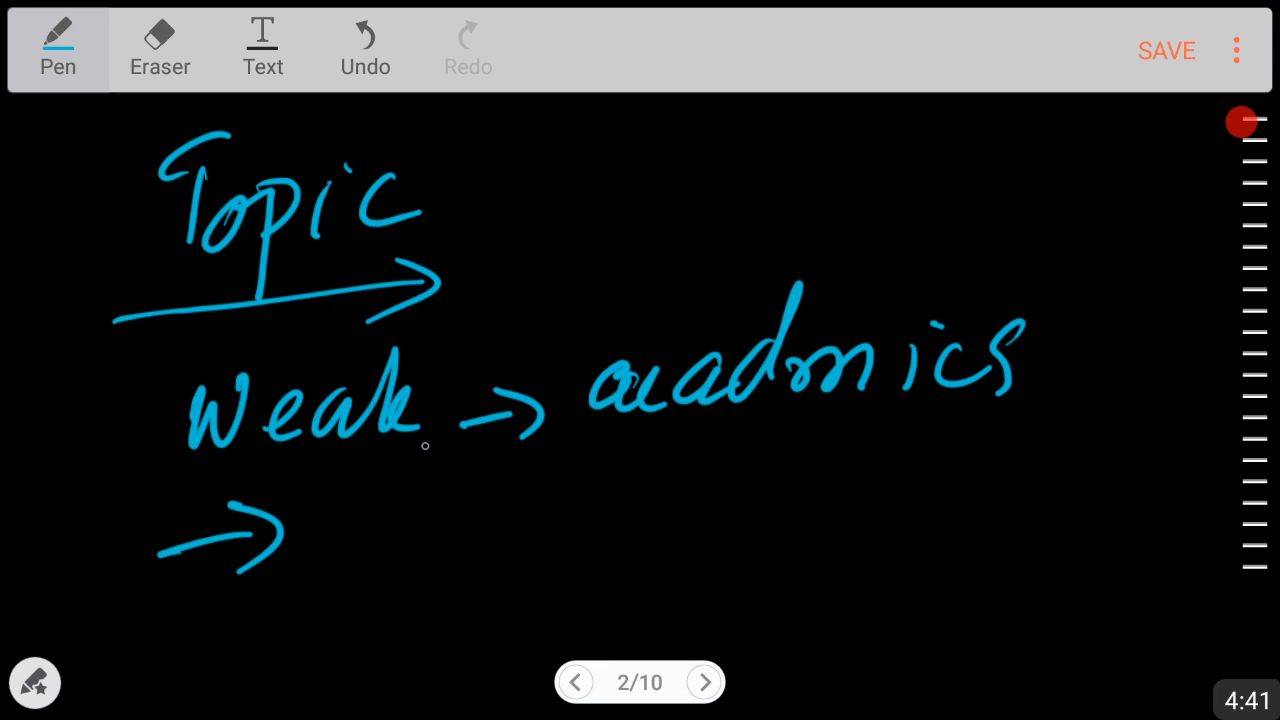 Pen Eraser Text Undo Redo SAVE
Topic
Weak → acadmics
→
2/10
4:41